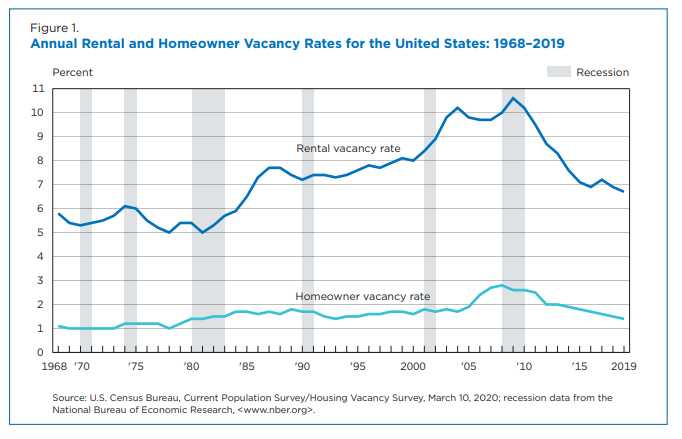 Figure 1.
Annual Rental and Homeowner Vacancy Rates for the United States: 1968–2019
Percent
Recession
11
10
9
8
7
6
5
4
3
2
1
0
Rental vacancy rate
Homeowner vacancy rate
1968 '70 '75 '80 '85 '90 '95 2000 '05 '10 '15 2019
Source: U.S. Census Bureau, Current Population Survey/Housing Vacancy Survey, March 10, 2020; recession data from the
National Bureau of Economic Research, <www.nber.org>.